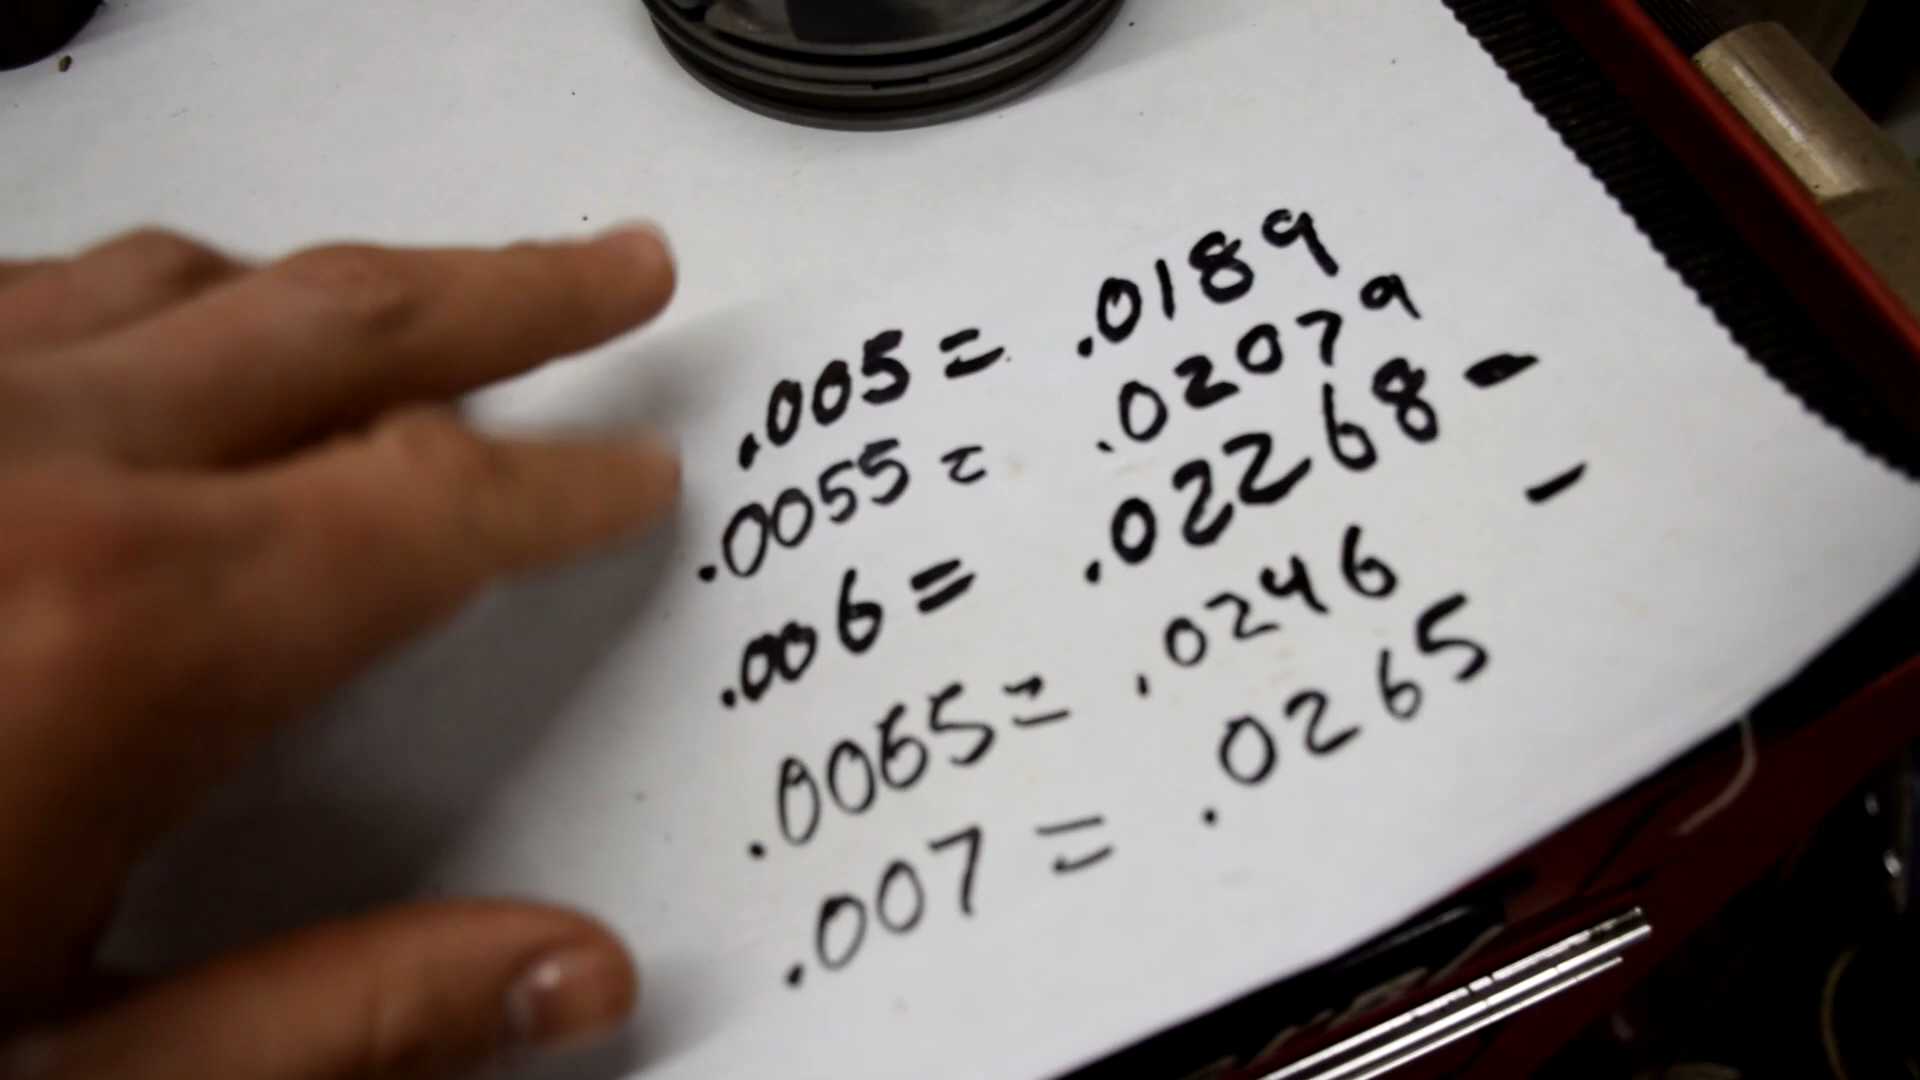 .005 = .0189
.0055 = .02079
.006 = .02268 -
.0065 = .0246 -
.007 = .0265